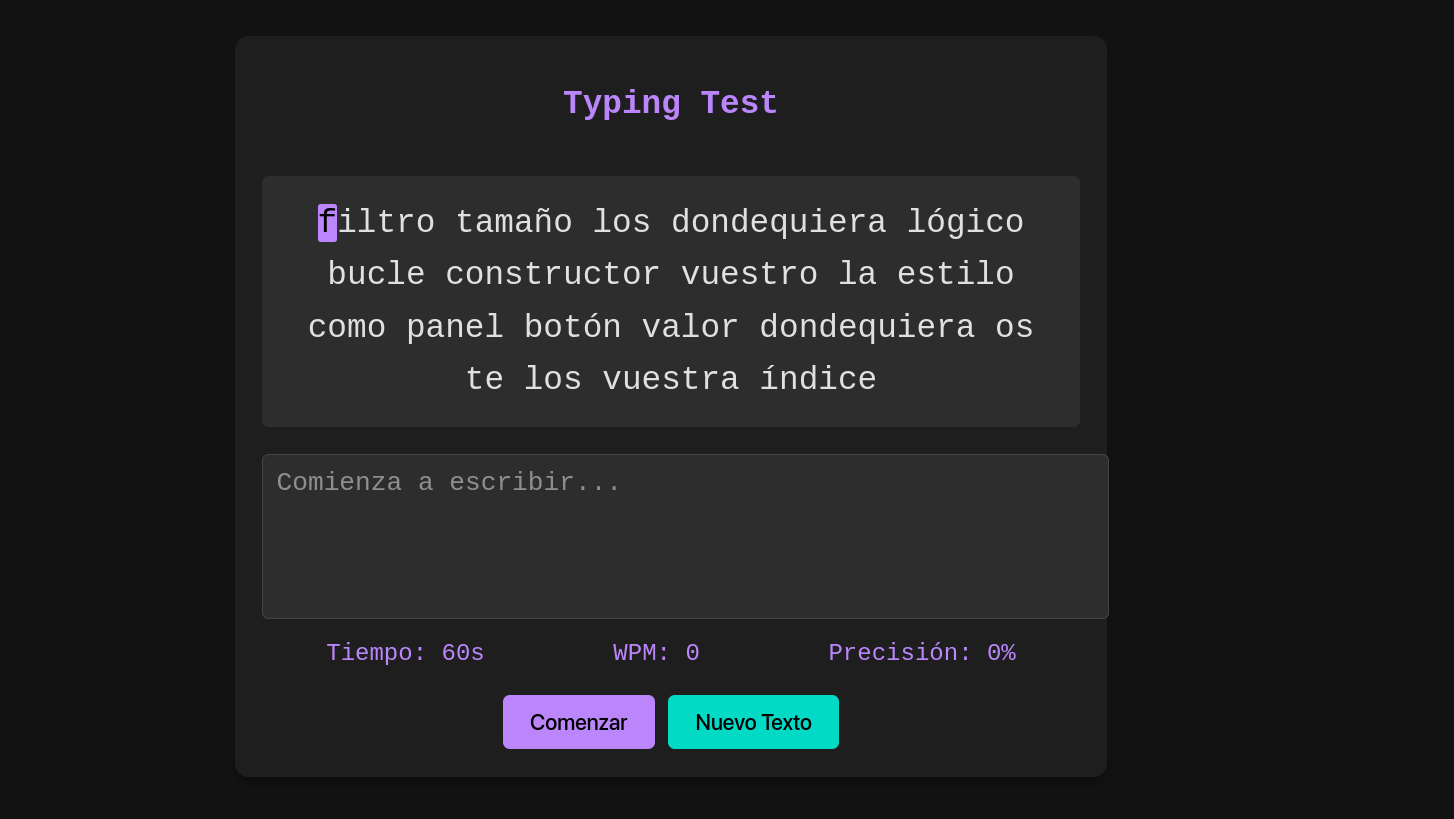 Typing Test
filtro tamaño los dondequiera lógico
bucle constructor vuestro la estilo
como panel botón valor dondequiera os
te los vuestra índice
Comienza a escribir...
Tiempo: 60s WPM: 0 Precisión: 0%
Comenzar Nuevo Texto